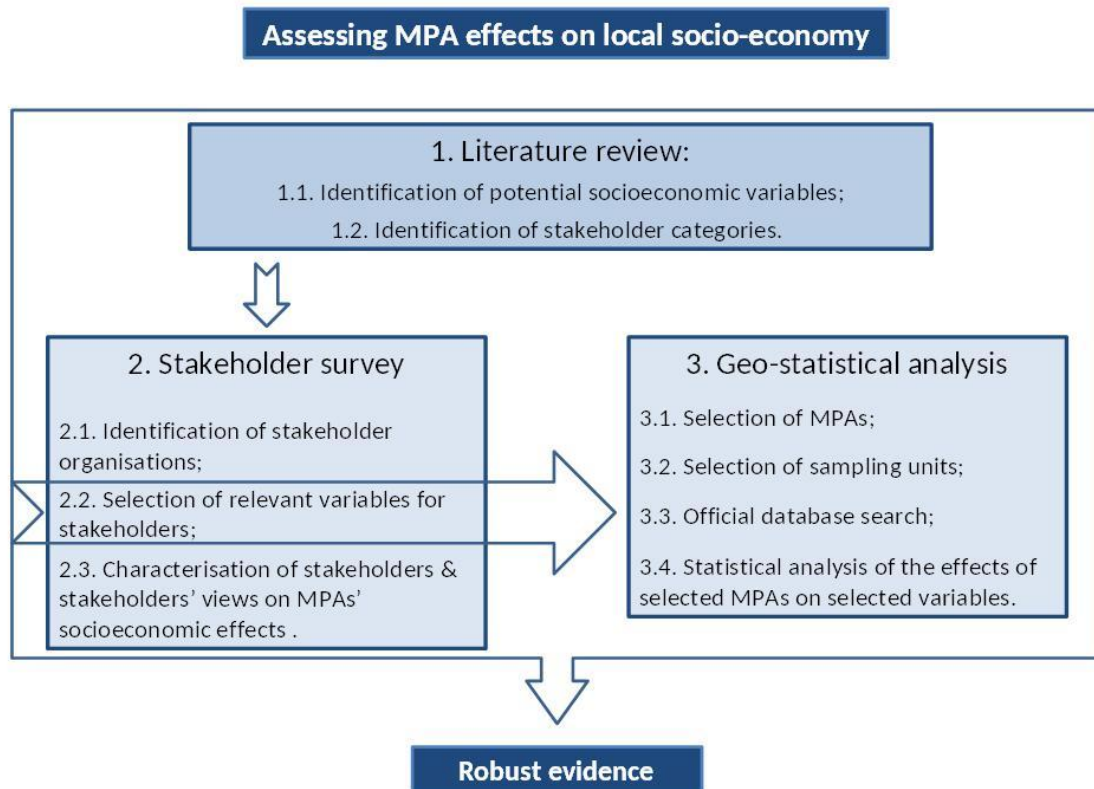 Assessing MPA effects on local socio-economy
1. Literature review:
1.1. Identification of potential socioeconomic variables;
1.2. Identification of stakeholder categories.
2. Stakeholder survey
2.1. Identification of stakeholder
organisations;
2.2. Selection of relevant variables for
stakeholders;
2.3. Characterisation of stakeholders &
stakeholders’ views on MPAs’
socioeconomic effects .
3. Geo-statistical analysis
3.1. Selection of MPAs;
3.2. Selection of sampling units;
3.3. Official database search;
3.4. Statistical analysis of the effects of
selected MPAs on selected variables.
Robust evidence